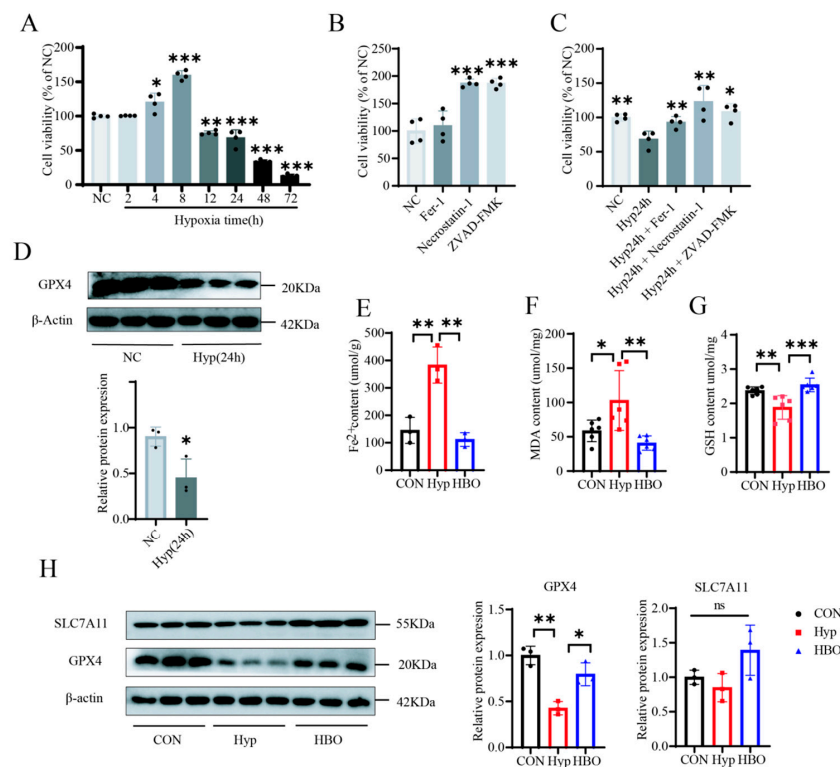 A
Cell viability (% of NC)
200
150
100
50
0
*
***
**
***
***
***
NC 2 4 8 12 24 48 72
Hypoxia time(h)
B
Cell viability (% of NC)
200
150
100
50
0
***
***
NC
Fer-1
Necrostatin-1
ZVAD-FMK
C
Cell viability (% of NC)
200
150
100
50
0
**
**
**
*
NC
Hyp24h
Hyp24h + Fer-1
Hyp24h + Necrostatin-1
Hyp24h + ZVAD-FMK
D
GPX4
20KDa
β-Actin
42KDa
NC Hyp(24h)
Relative protein expression
1.0
0.5
0.0
*
NC
Hyp(24h)
E
Fe²⁺content (umol/g)
600
400
300
200
100
0
** **
CON Hyp HBO
F
MDA content (umol/mg)
200
150
100
50
0
* **
CON Hyp HBO
G
GSH content umol/mg
4
3
2
1
0
** ***
CON Hyp HBO
H
SLC7A11
55KDa
GPX4
20KDa
β-actin
42KDa
CON Hyp HBO
GPX4
Relative protein expresion
1.5
1.0
0.5
0.0
** *
CON Hyp HBO
SLC7A11
Relative protein expresion
2.0
1.5
1.0
0.5
0.0
ns
CON Hyp HBO
CON
Hyp
HBO